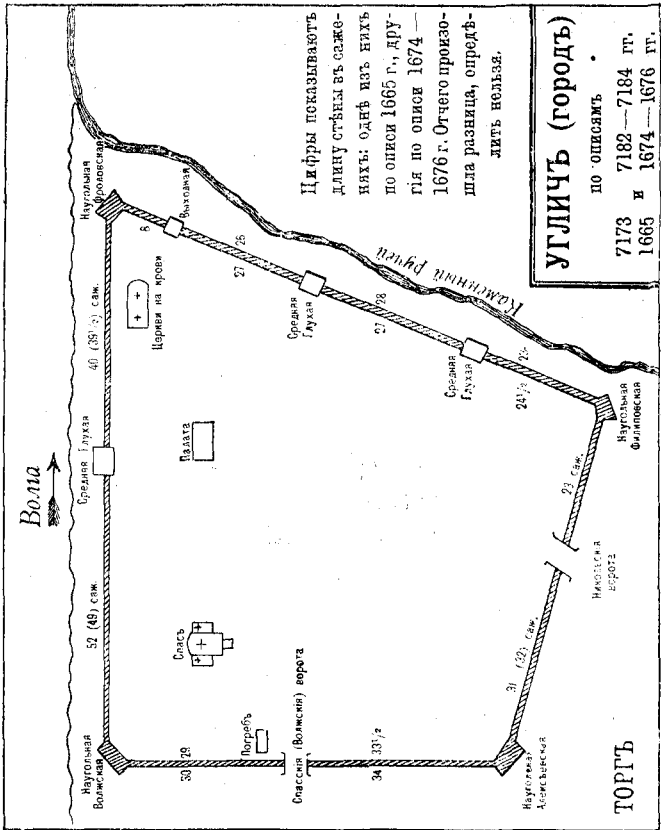 Волга
52 (49) саж.
Средняя Глухая
40 (39½) саж.
Наугольная
Волжская
Наугольная
Фроловская
8
Выходная
Церковь на крови
+ +
Палата
Спасъ
+ + +
Погребъ
30 29
Спасскія (Волжскія) ворота
34 33½
Наугольная
Алексѣевская
31 (32) саж.
Никольскія
ворота
23 саж.
Наугольная
Филиповская
24½ 23
Средняя
Глухая
27 28
Средняя
Глухая
27 26
Каменный ручей
ТОРГЪ
Цифры показываютъ
длину стѣны въ саже-
няхъ: однѣ изъ нихъ
по описи 1665 г., дру-
гія по описи 1674 —
1676 г. Отчего произо-
шла разница, опредѣ-
лить нельзя.
УГЛИЧЪ (городъ)
по описямъ
7173 и 7182—7184 гг.
1665 и 1674—1676 гг.